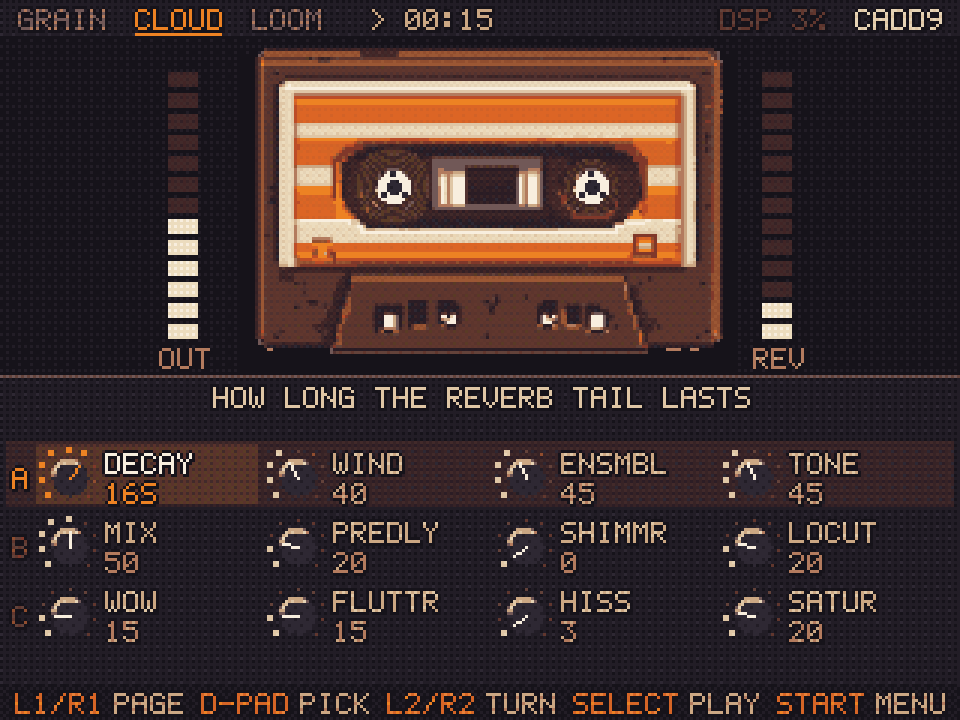 GRAIN CLOUD LOOM > 00:15 DSP 3% CADD9
OUT REV
HOW LONG THE REVERB TAIL LASTS
A DECAY WIND ENSMBL TONE
16S 40 45 45
B MIX PREDLY SHIMMR LOCUT
50 20 0 20
C WOW FLUTTR HISS SATUR
15 15 3 20
L1/R1 PAGE D-PAD PICK L2/R2 TURN SELECT PLAY START MENU